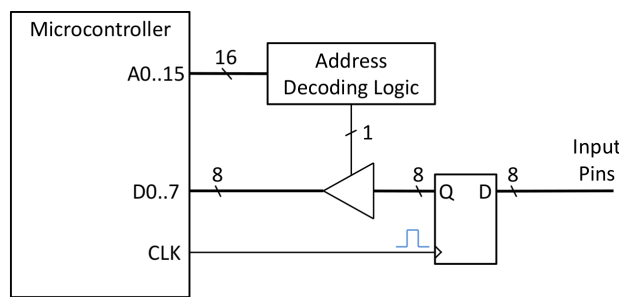 Microcontroller
A0..15
16
Address
Decoding Logic
1
Input
Pins
D0..7
8
8
Q
D
8
CLK